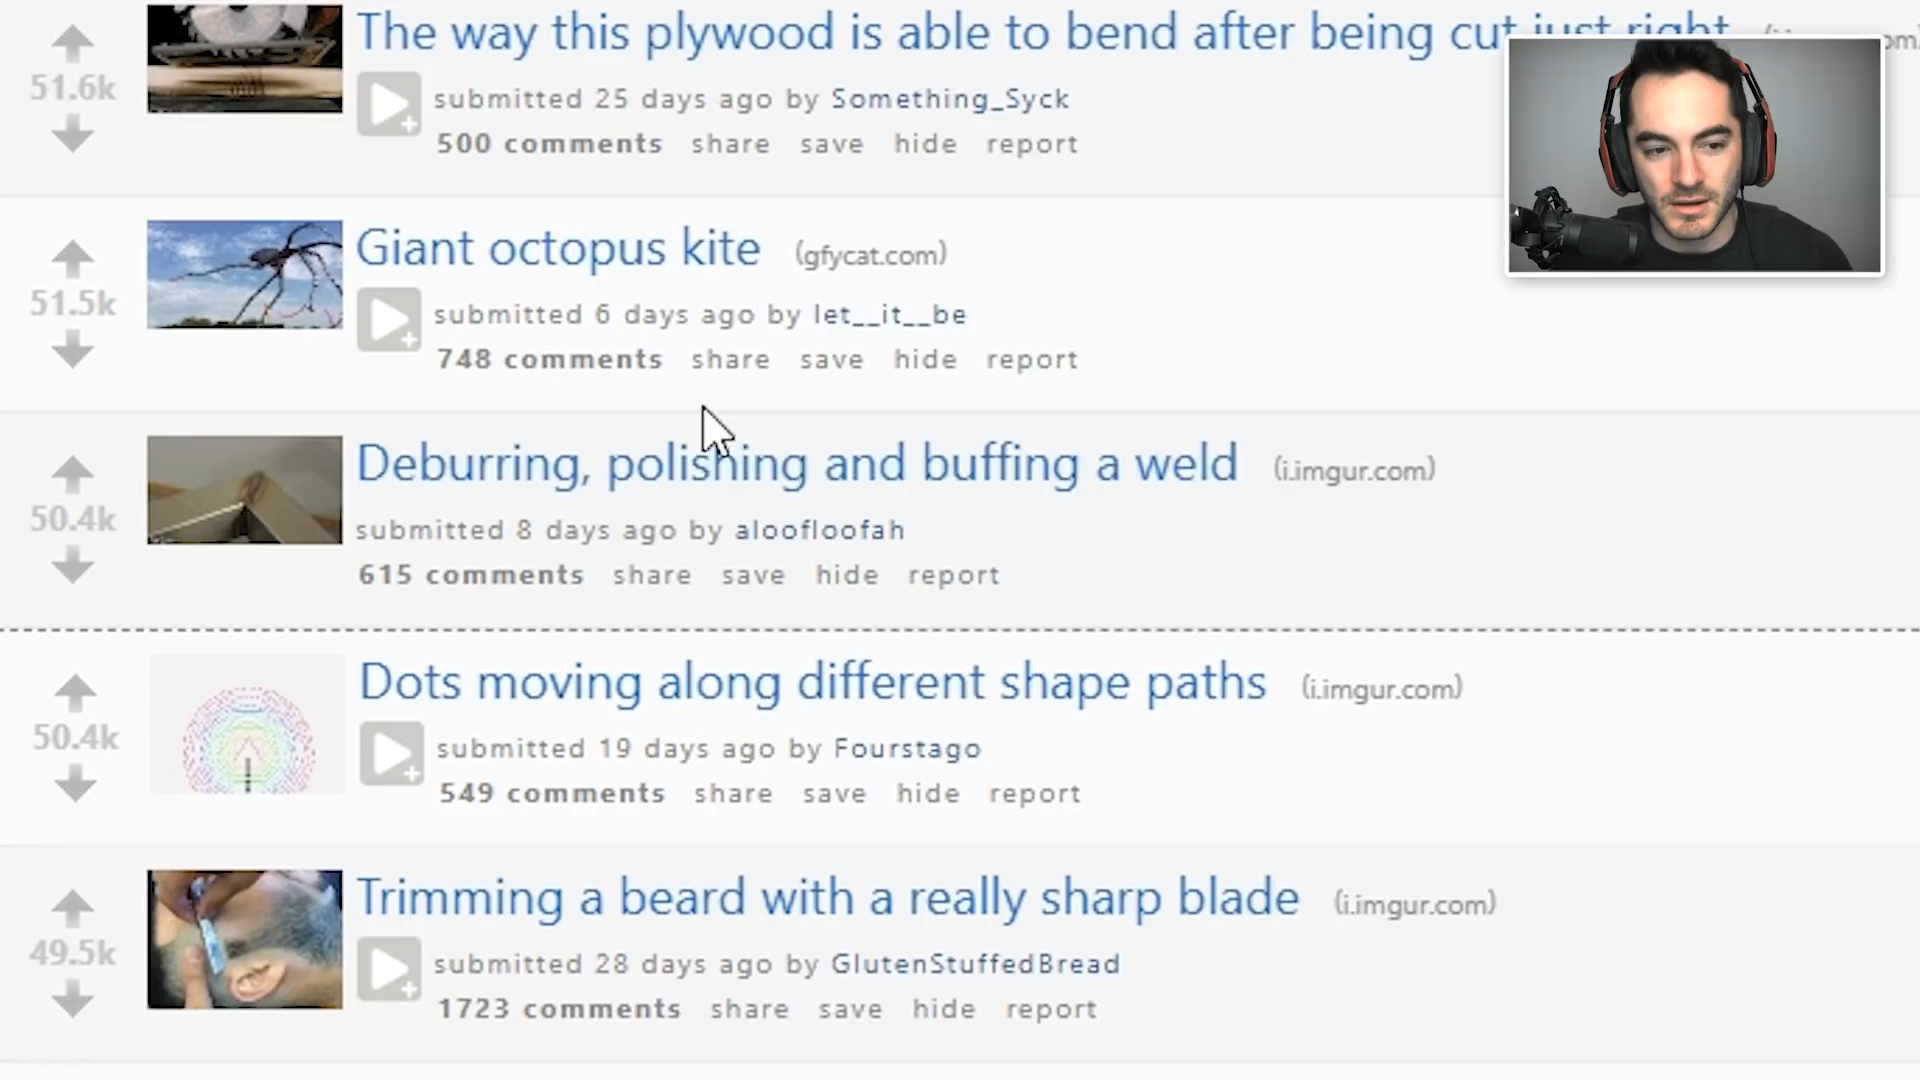 The way this plywood is able to bend after being cut just right
51.6k
submitted 25 days ago by Something_Syck
500 comments share save hide report
Giant octopus kite (gfycat.com)
51.5k
submitted 6 days ago by let__it__be
748 comments share save hide report
Deburring, polishing and buffing a weld (i.imgur.com)
50.4k
submitted 8 days ago by aloofloofah
615 comments share save hide report
Dots moving along different shape paths (i.imgur.com)
50.4k
submitted 19 days ago by Fourstago
549 comments share save hide report
Trimming a beard with a really sharp blade (i.imgur.com)
49.5k
submitted 28 days ago by GlutenStuffedBread
1723 comments share save hide report